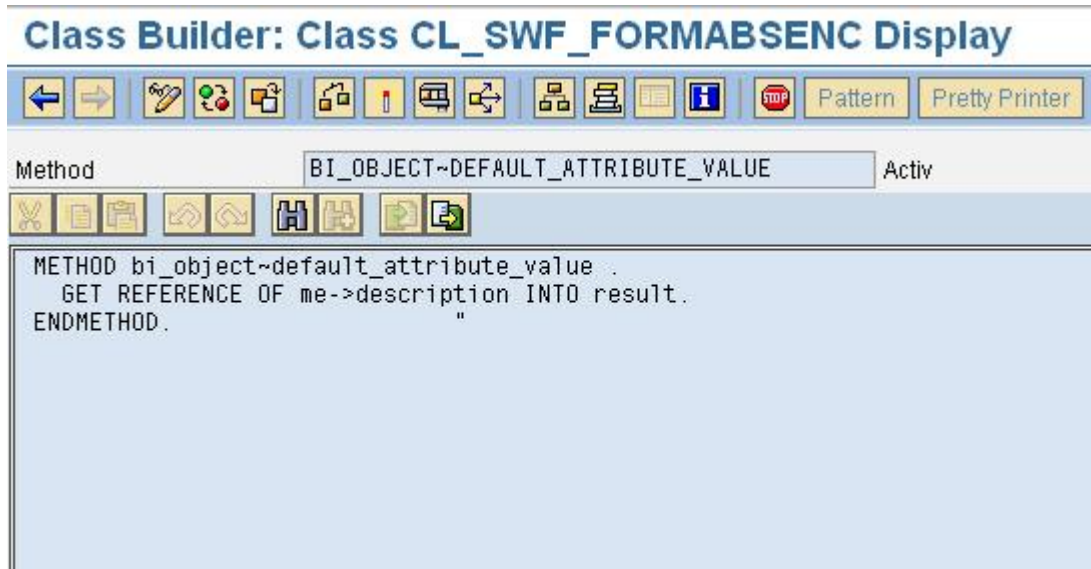 Class Builder: Class CL_SWF_FORMABSENC Display
STOP Pattern Pretty Printer
Method BI_OBJECT~DEFAULT_ATTRIBUTE_VALUE Activ
METHOD bi_object~default_attribute_value .
GET REFERENCE OF me->description INTO result.
ENDMETHOD. "